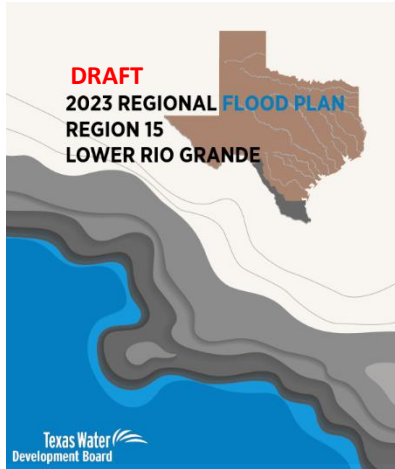 DRAFT
2023 REGIONAL FLOOD PLAN
REGION 15
LOWER RIO GRANDE
Texas Water
Development Board